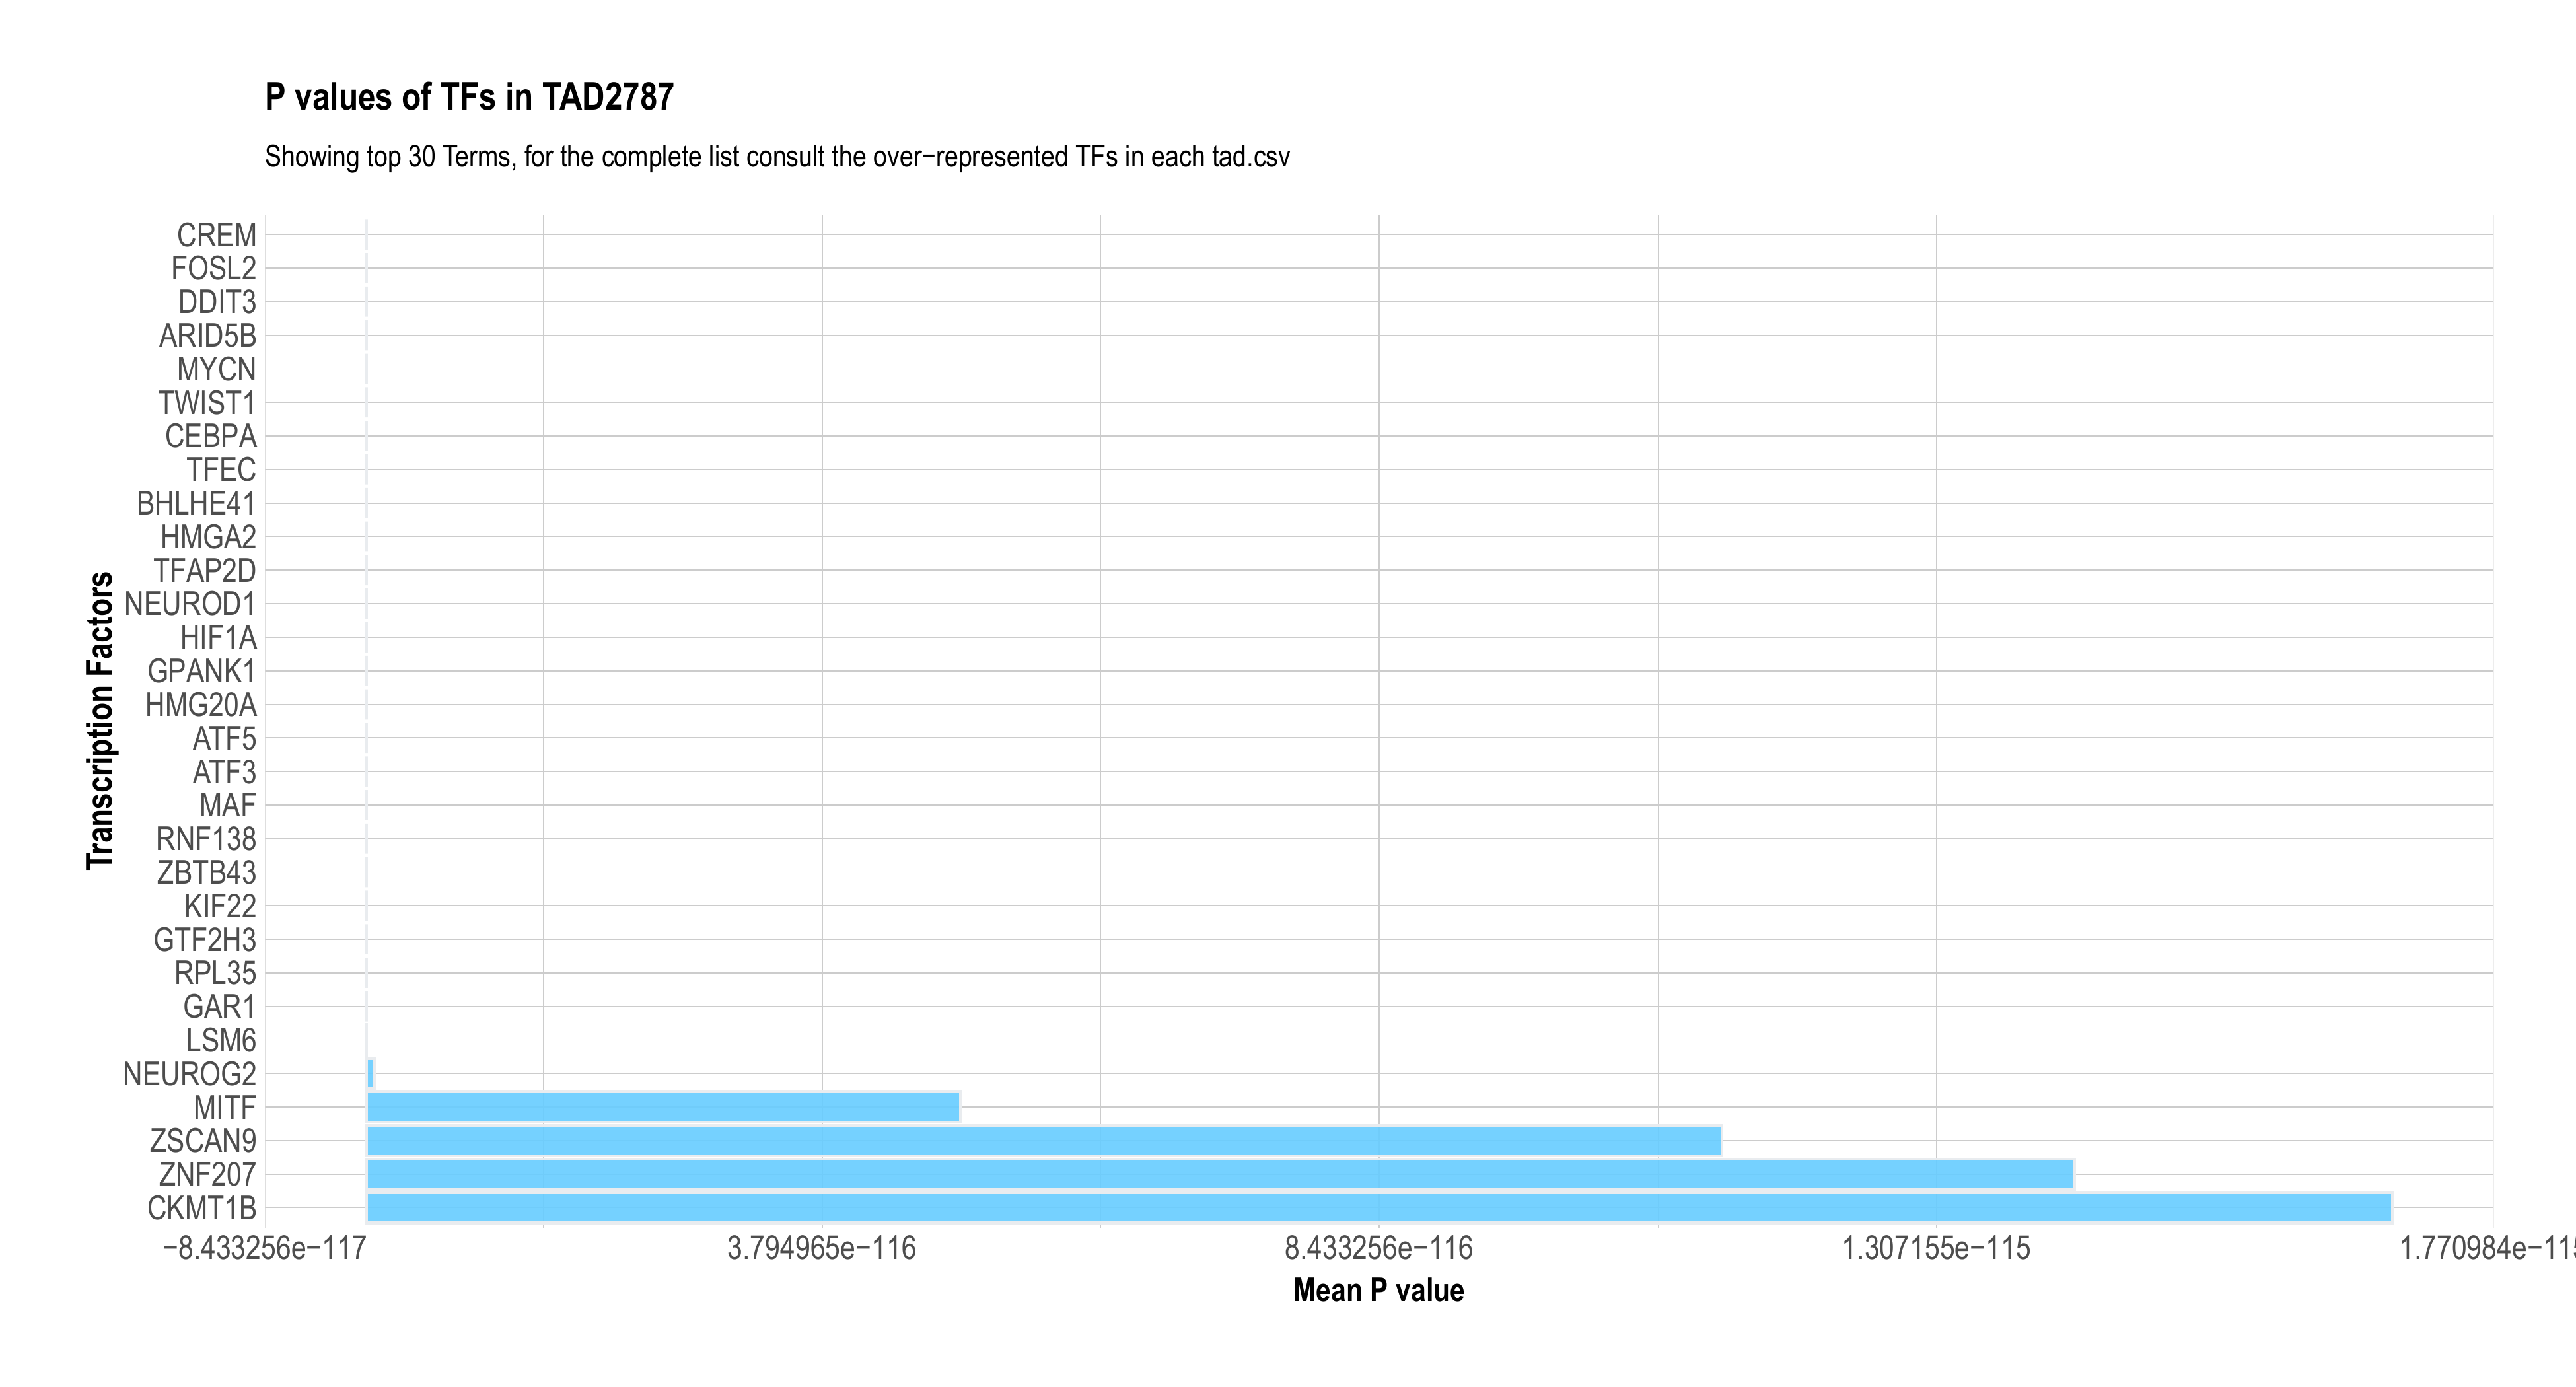 P values of TFs in TAD2787
Showing top 30 Terms, for the complete list consult the over−represented TFs in each tad.csv
Transcription Factors
CREM
FOSL2
DDIT3
ARID5B
MYCN
TWIST1
CEBPA
TFEC
BHLHE41
HMGA2
TFAP2D
NEUROD1
HIF1A
GPANK1
HMG20A
ATF5
ATF3
MAF
RNF138
ZBTB43
KIF22
GTF2H3
RPL35
GAR1
LSM6
NEUROG2
MITF
ZSCAN9
ZNF207
CKMT1B
−8.433256e−117 3.794965e−116 8.433256e−116 1.307155e−115 1.770984e−115
Mean P value